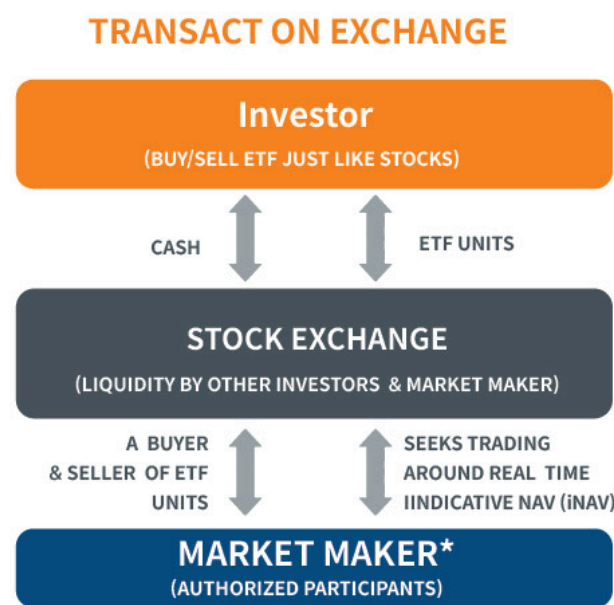 TRANSACT ON EXCHANGE
Investor
(BUY/SELL ETF JUST LIKE STOCKS)
CASH
ETF UNITS
STOCK EXCHANGE
(LIQUIDITY BY OTHER INVESTORS & MARKET MAKER)
A BUYER
& SELLER OF ETF
UNITS
SEEKS TRADING
AROUND REAL TIME
IINDICATIVE NAV (iNAV)
MARKET MAKER*
(AUTHORIZED PARTICIPANTS)